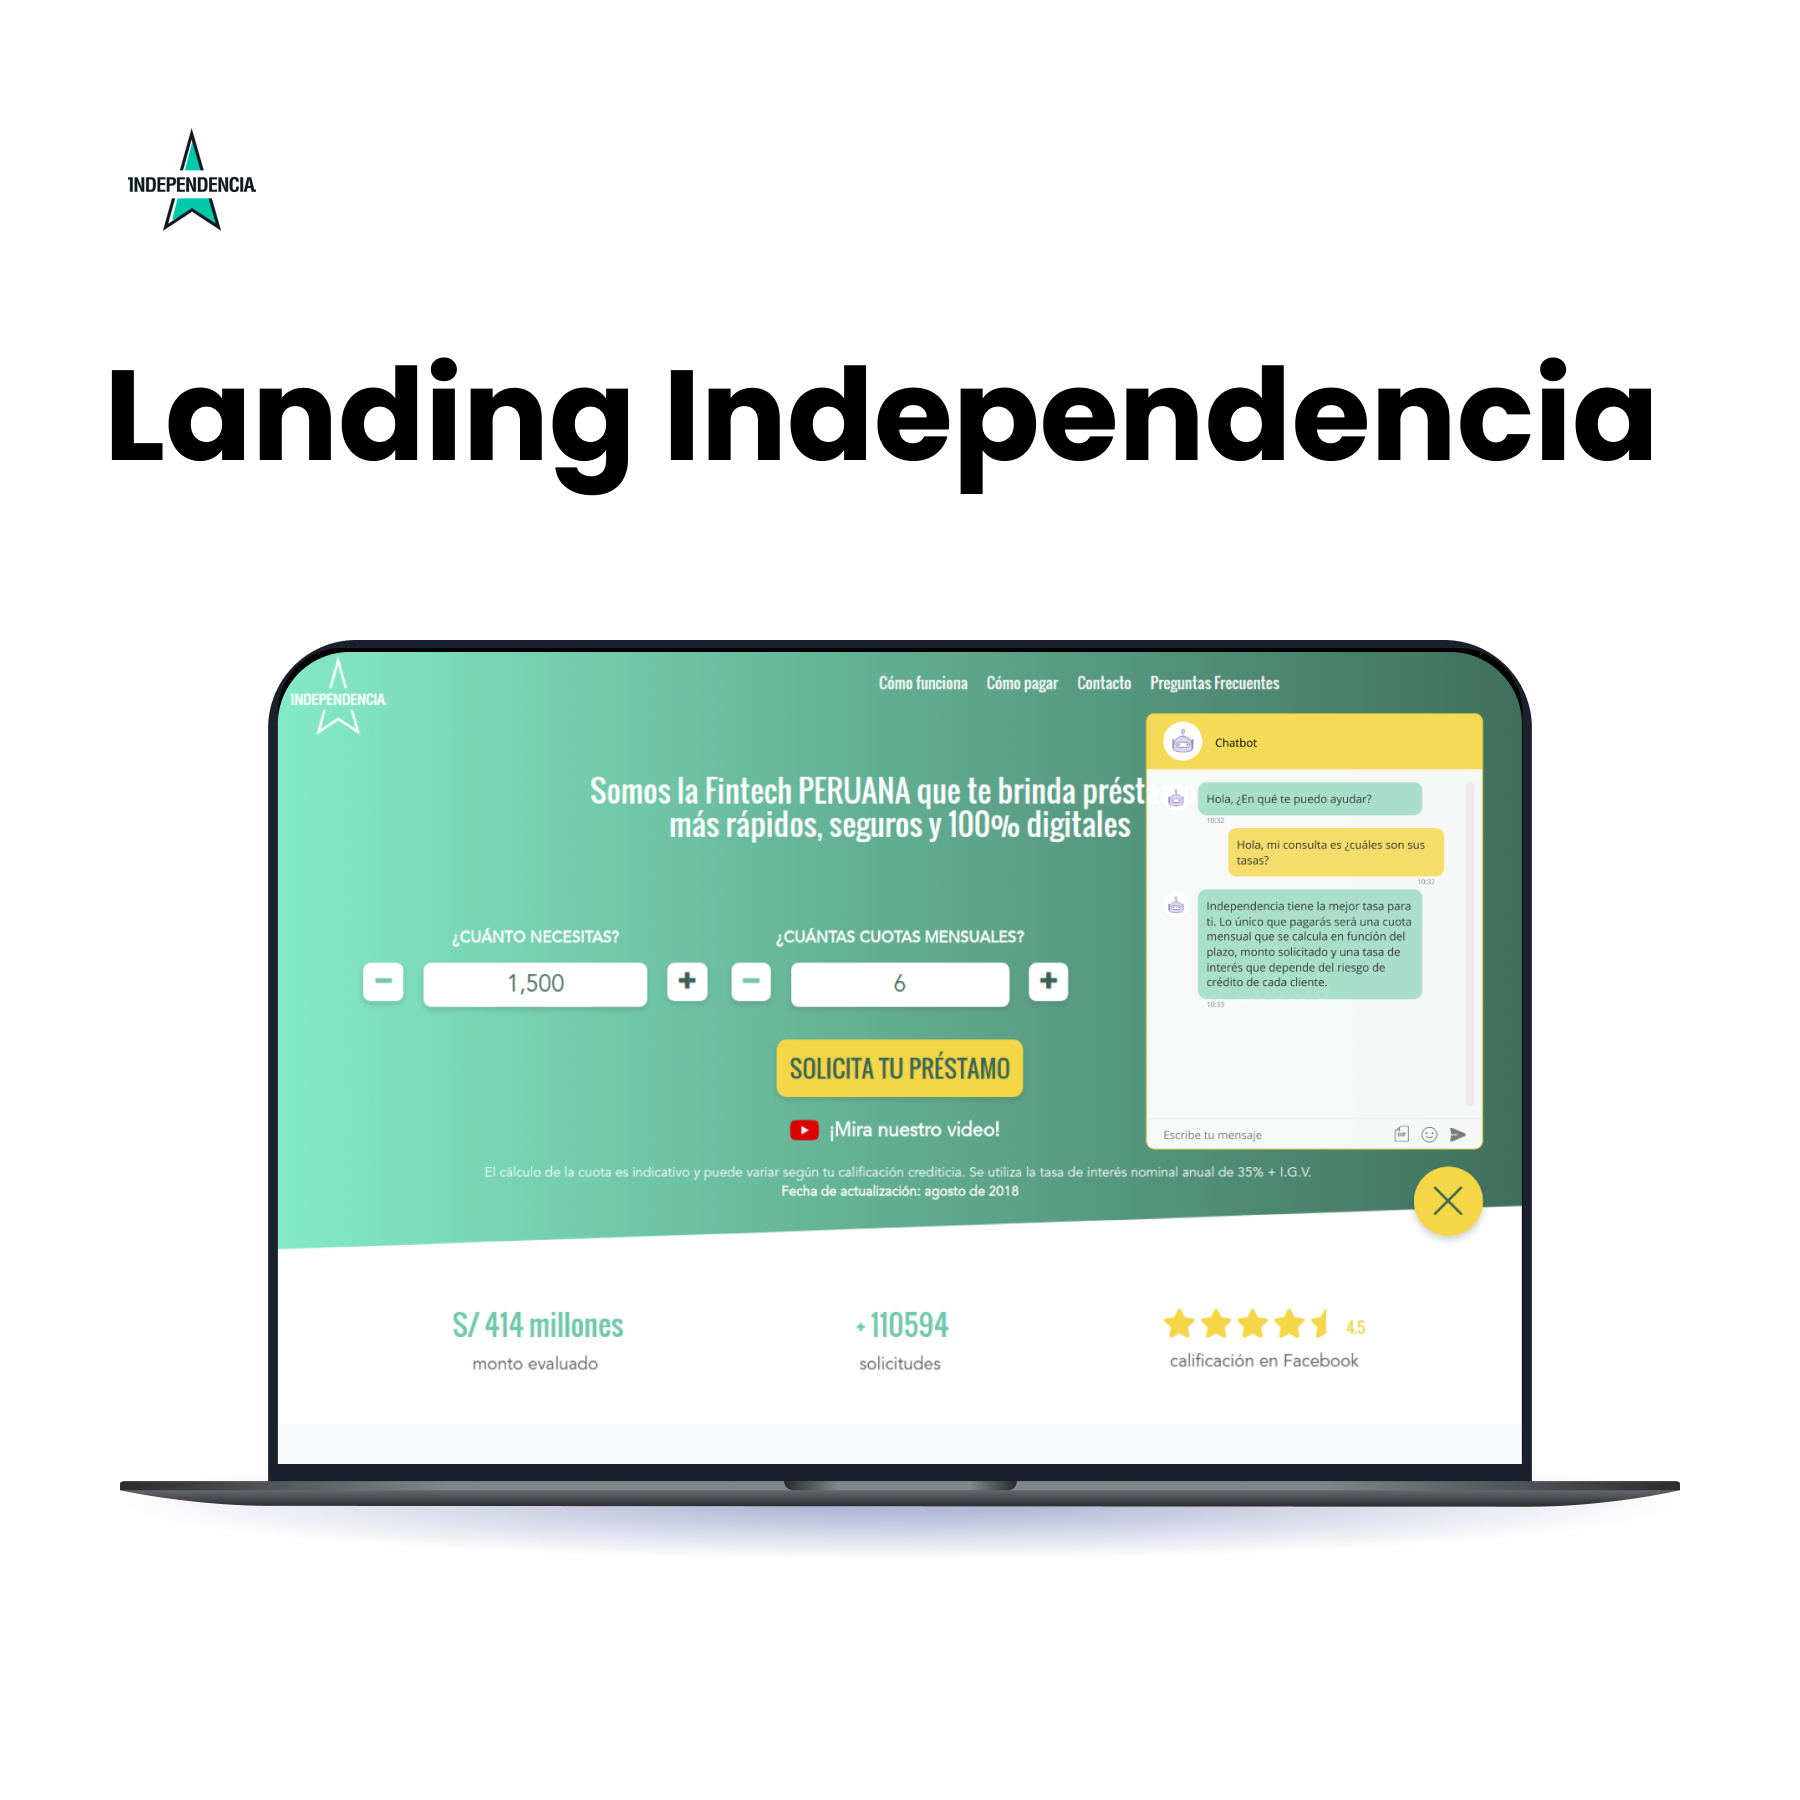 INDEPENDENCIA
Landing Independencia
INDEPENDENCIA
Cómo funciona Cómo pagar Contacto Preguntas Frecuentes
Somos la Fintech PERUANA que te brinda prést
más rápidos, seguros y 100% digitales
¿CUÁNTO NECESITAS?
¿CUÁNTAS CUOTAS MENSUALES?
− 1,500 +
− 6 +
SOLICITA TU PRÉSTAMO
¡Mira nuestro video!
El cálculo de la cuota es indicativo y puede variar según tu calificación crediticia. Se utiliza la tasa de interés nominal anual de 35% + I.G.V.
Fecha de actualización: agosto de 2018
Chatbot
Hola, ¿En qué te puedo ayudar?
10:32
Hola, mi consulta es ¿cuáles son sus
tasas?
10:32
Independencia tiene la mejor tasa para
ti. Lo único que pagarás será una cuota
mensual que se calcula en función del
plazo, monto solicitado y una tasa de
interés que depende del riesgo de
crédito de cada cliente.
10:33
Escribe tu mensaje
GIF
S/ 414 millones
monto evaluado
+ 110594
solicitudes
4.5
calificación en Facebook